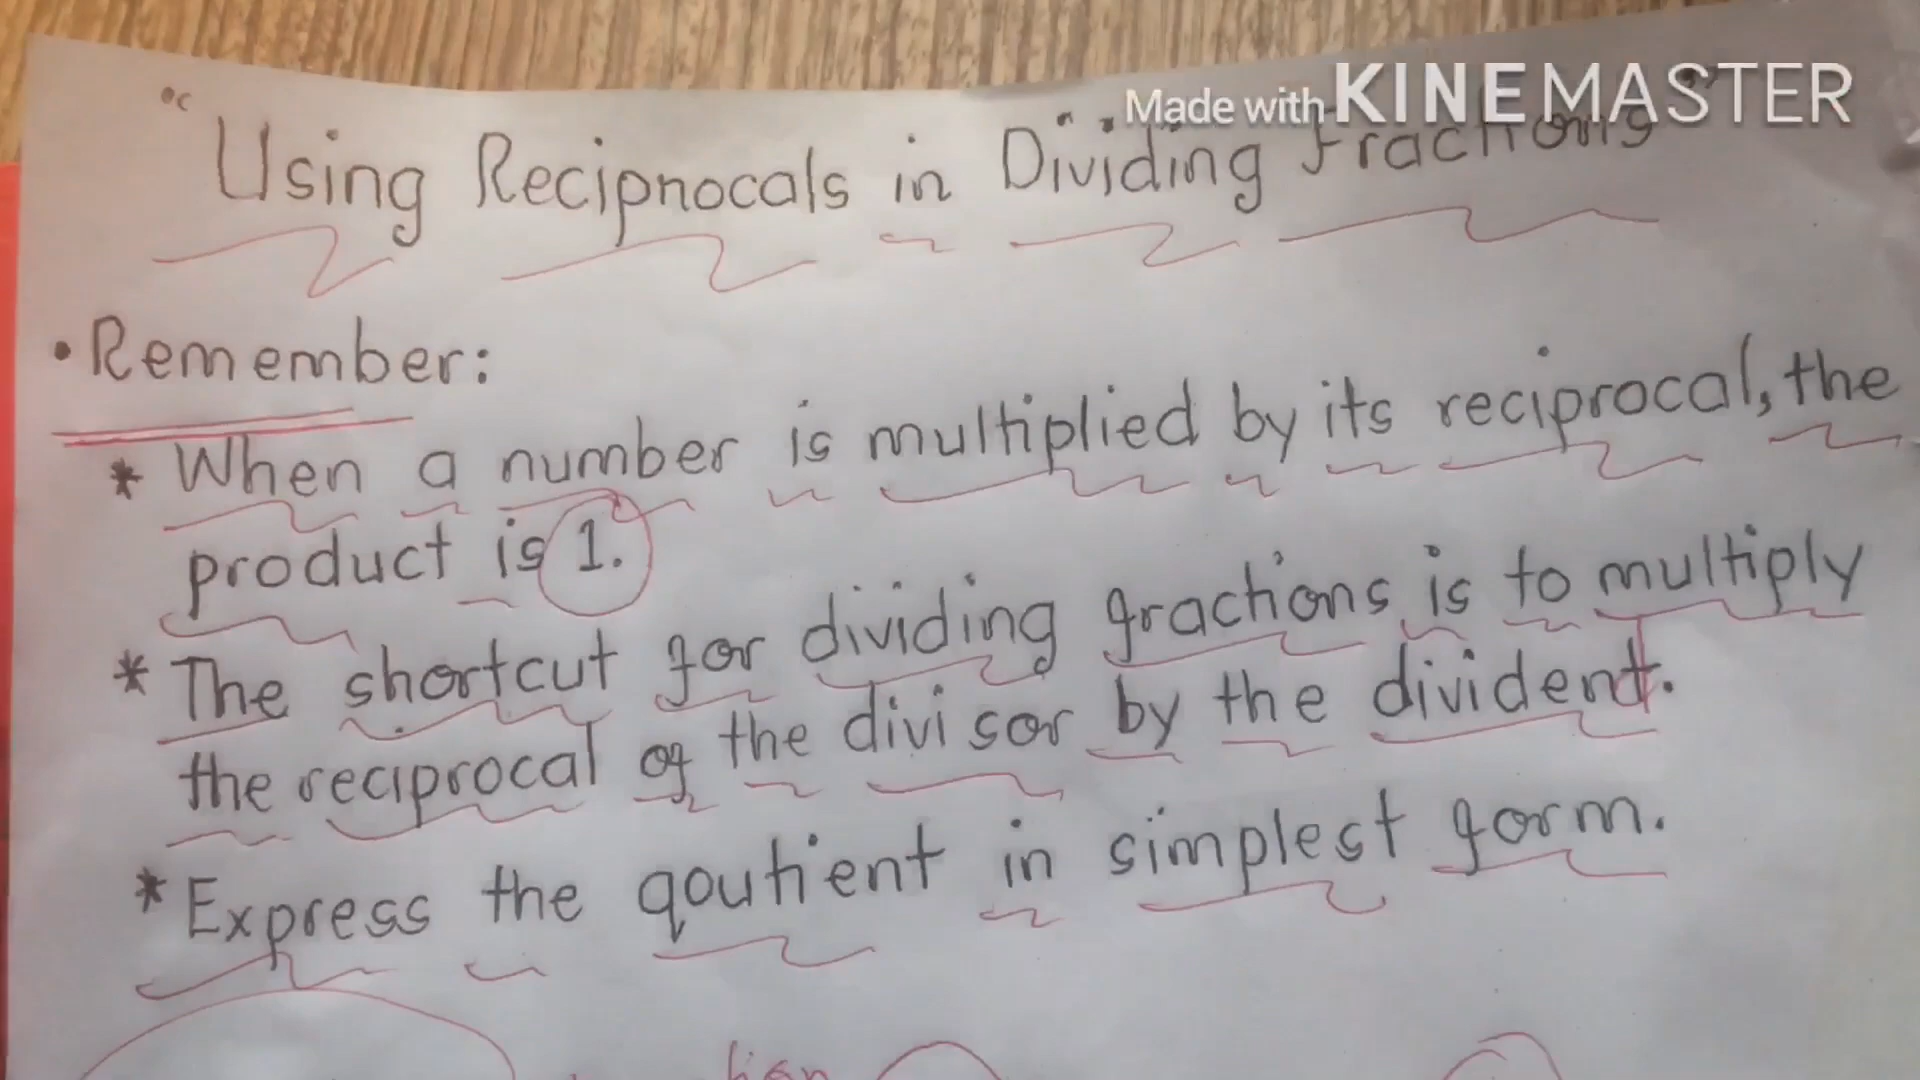 Made with KINEMASTER
"Using Reciprocals in Dividing Fractions"
• Remember:
* When a number is multiplied by its reciprocal, the
product is 1.
* The shortcut for dividing fractions is to multiply
the reciprocal of the divisor by the divident.
* Express the qoutient in simplest form.